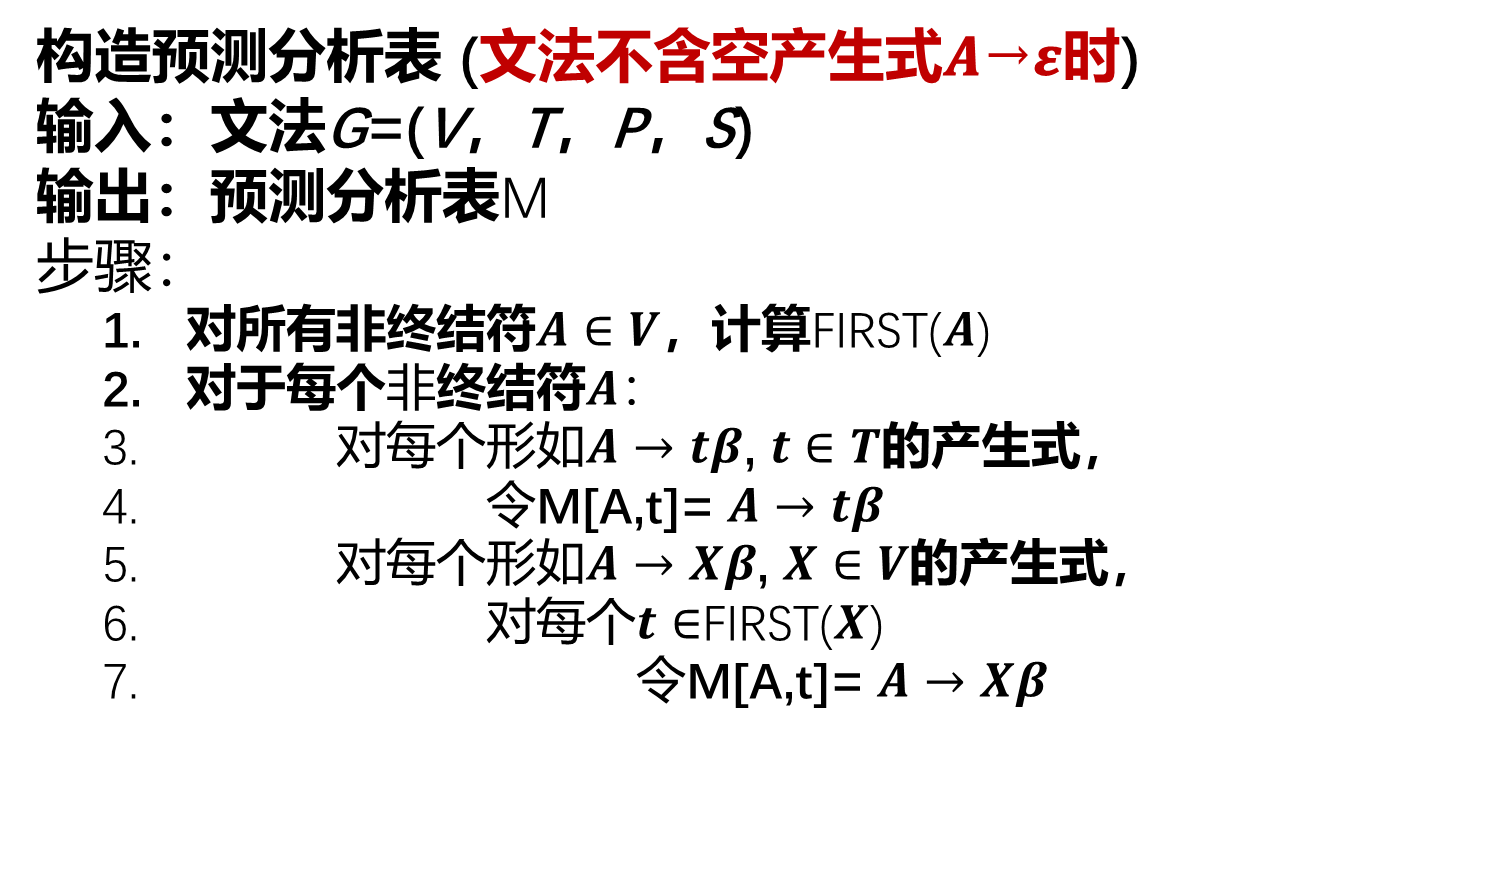 构造预测分析表 (文法不含空产生式A→ε时)
输入：文法G=(V, T, P, S)
输出：预测分析表M
步骤：
1. 对所有非终结符A ∈ V，计算FIRST(A)
2. 对于每个非终结符A：
3. 对每个形如A → tβ, t ∈ T的产生式，
4. 令M[A,t]= A → tβ
5. 对每个形如A → Xβ, X ∈ V的产生式，
6. 对每个t ∈FIRST(X)
7. 令M[A,t]= A → Xβ